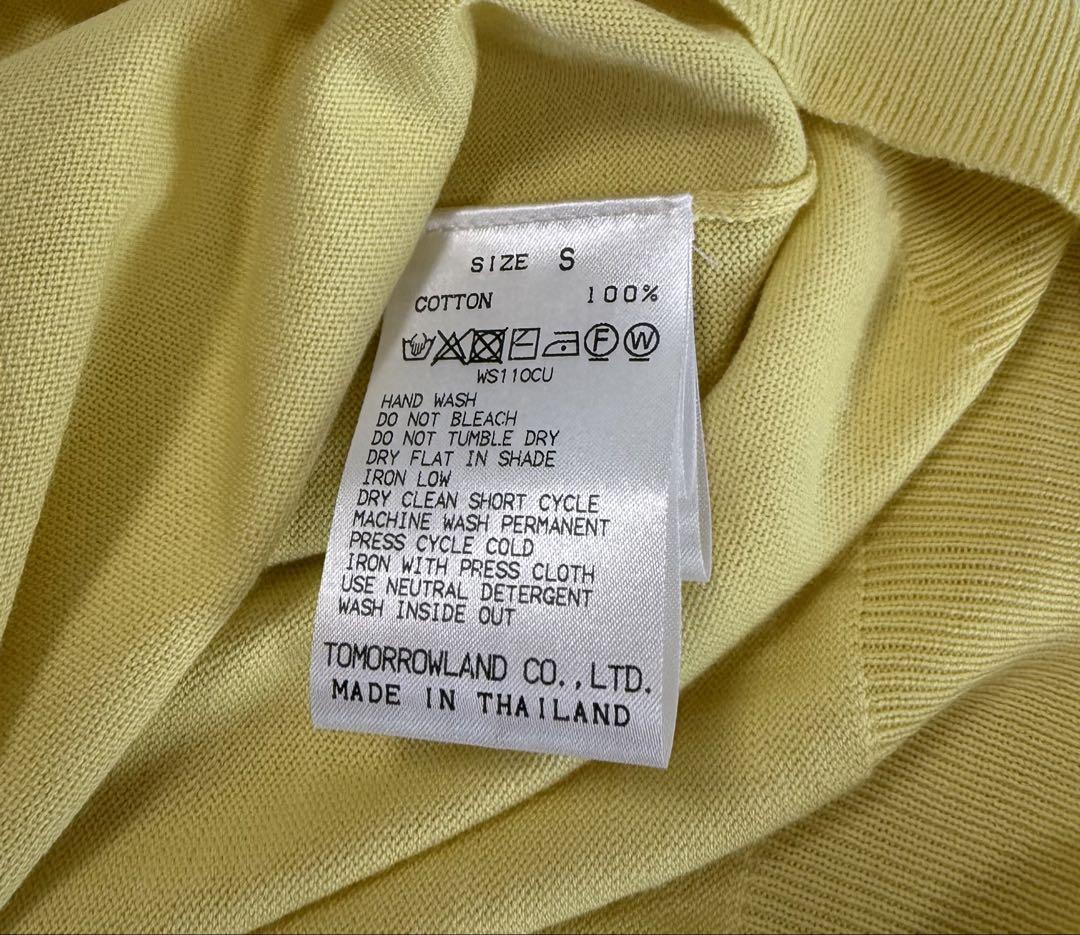 SIZE S
COTTON 100%
F W
WS110CU
HAND WASH
DO NOT BLEACH
DO NOT TUMBLE DRY
DRY FLAT IN SHADE
IRON LOW
DRY CLEAN SHORT CYCLE
MACHINE WASH PERMANENT
PRESS CYCLE COLD
IRON WITH PRESS CLOTH
USE NEUTRAL DETERGENT
WASH INSIDE OUT
TOMORROWLAND CO.,LTD.
MADE IN THAILAND